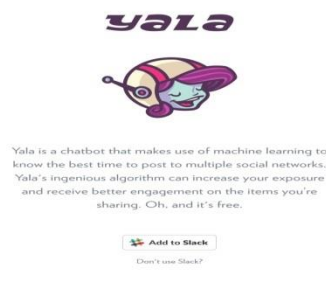 yala
Yala is a chatbot that makes use of machine learning to
know the best time to post to multiple social networks.
Yala's ingenious algorithm can increase your exposure
and receive better engagement on the items you're
sharing. Oh, and it's free.
Add to Slack
Don't use Slack?